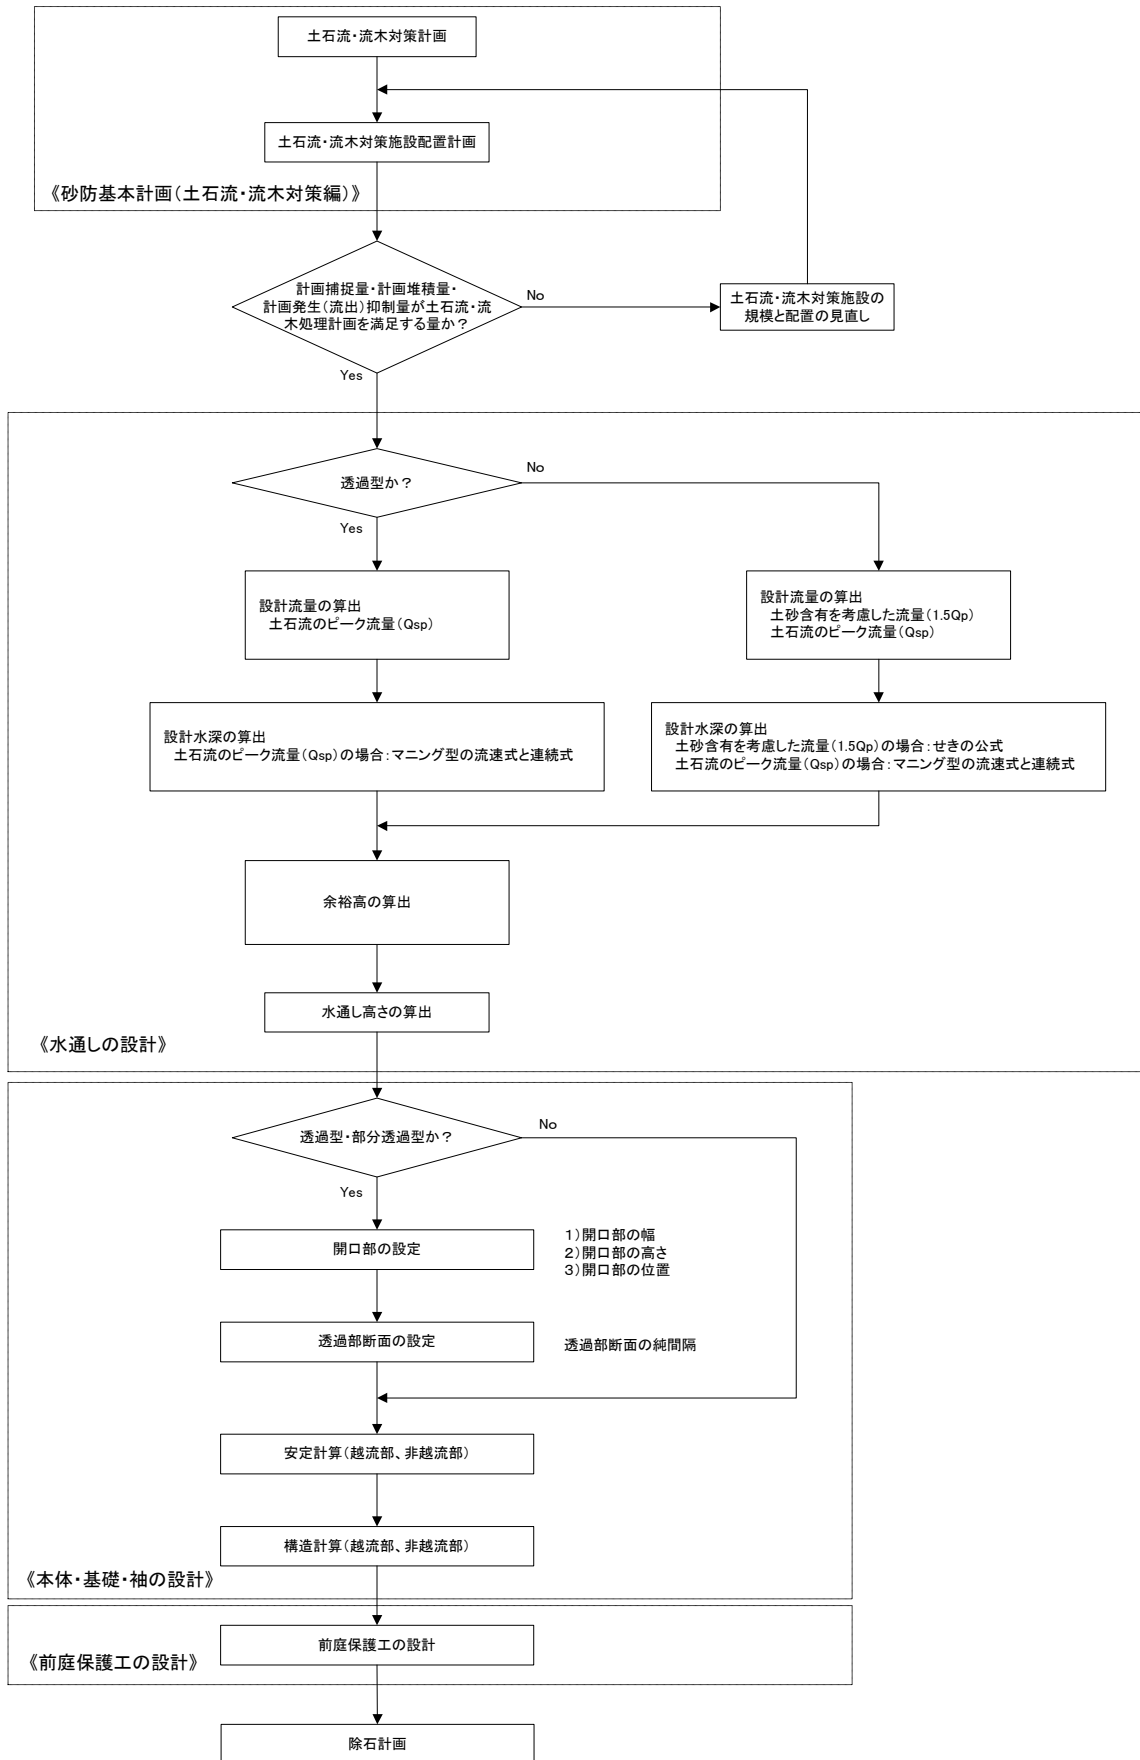 土石流・流木対策計画
土石流・流木対策施設配置計画
《砂防基本計画（土石流・流木対策編）》
計画捕捉量・計画堆積量・
計画発生（流出）抑制量が土石流・流
木処理計画を満足する量か？
No
土石流・流木対策施設の
規模と配置の見直し
Yes
透過型か？
No
Yes
設計流量の算出
土石流のピーク流量（Qsp）
設計流量の算出
土砂含有を考慮した流量（1.5Qp）
土石流のピーク流量（Qsp）
設計水深の算出
土石流のピーク流量（Qsp）の場合：マニング型の流速式と連続式
設計水深の算出
土砂含有を考慮した流量（1.5Qp）の場合：せきの公式
土石流のピーク流量（Qsp）の場合：マニング型の流速式と連続式
余裕高の算出
水通し高さの算出
《水通しの設計》
透過型・部分透過型か？
No
Yes
開口部の設定
1）開口部の幅
2）開口部の高さ
3）開口部の位置
透過部断面の設定
透過部断面の純間隔
安定計算（越流部、非越流部）
構造計算（越流部、非越流部）
《本体・基礎・袖の設計》
前庭保護工の設計
《前庭保護工の設計》
除石計画